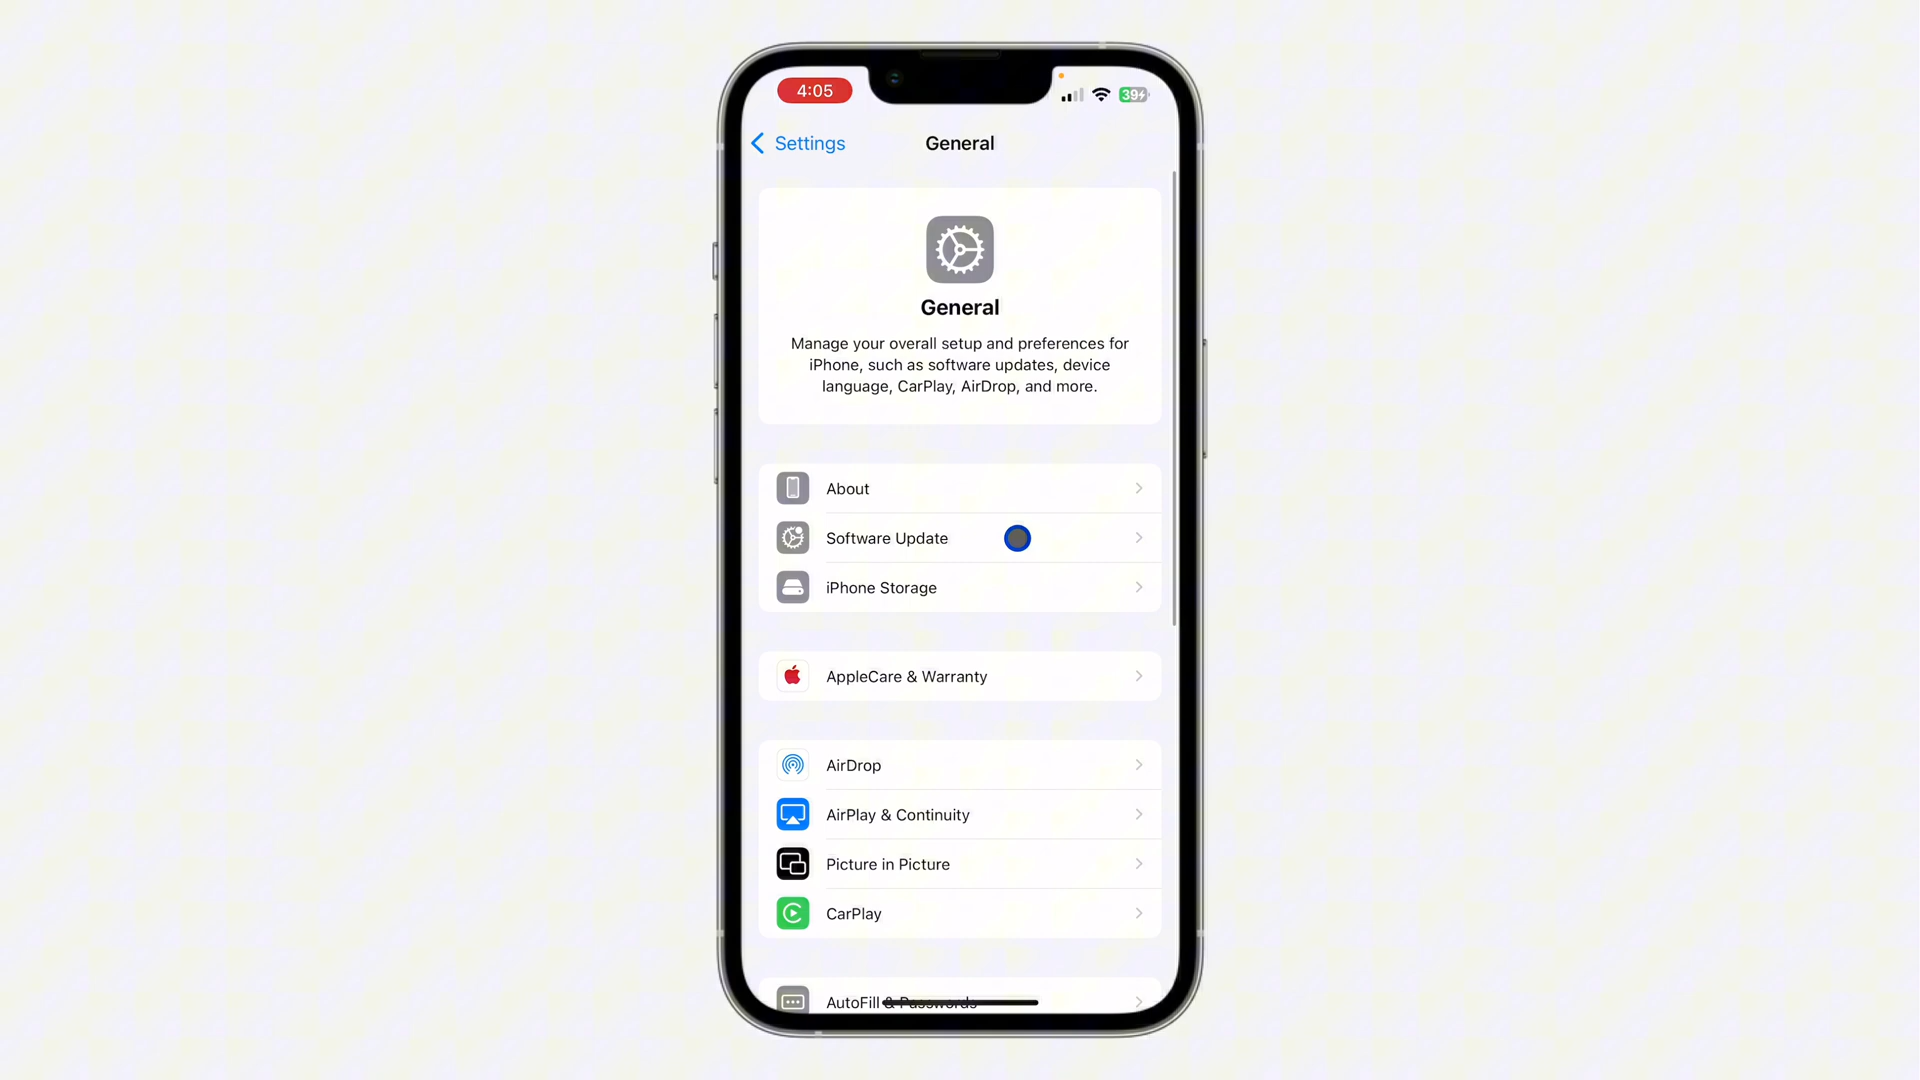 4:05
39
Settings
General
General
Manage your overall setup and preferences for
iPhone, such as software updates, device
language, CarPlay, AirDrop, and more.
About
Software Update
iPhone Storage
AppleCare & Warranty
AirDrop
AirPlay & Continuity
Picture in Picture
CarPlay
AutoFill & Passwords